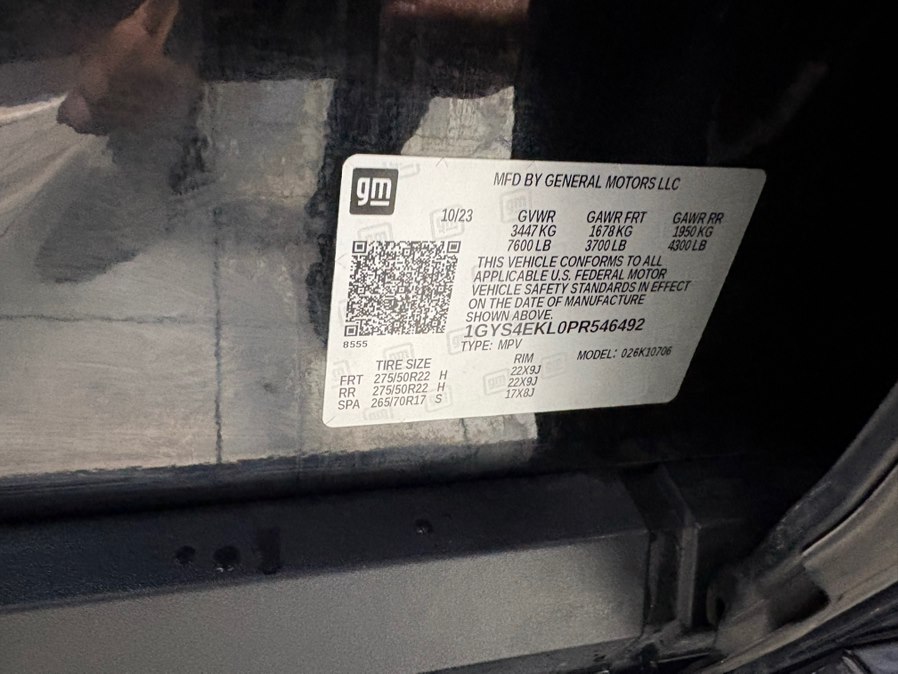 gm
MFD BY GENERAL MOTORS LLC
10/23 GVWR GAWR FRT GAWR RR
3447 KG 1678 KG 1950 KG
7600 LB 3700 LB 4300 LB
THIS VEHICLE CONFORMS TO ALL
APPLICABLE U.S. FEDERAL MOTOR
VEHICLE SAFETY STANDARDS IN EFFECT
ON THE DATE OF MANUFACTURE
SHOWN ABOVE.
1GYS4EKL0PR546492
8555
TYPE: MPV MODEL: 026K10706
TIRE SIZE RIM
FRT 275/50R22 H 22X9J
RR 275/50R22 H 22X9J
SPA 265/70R17 S 17X8J